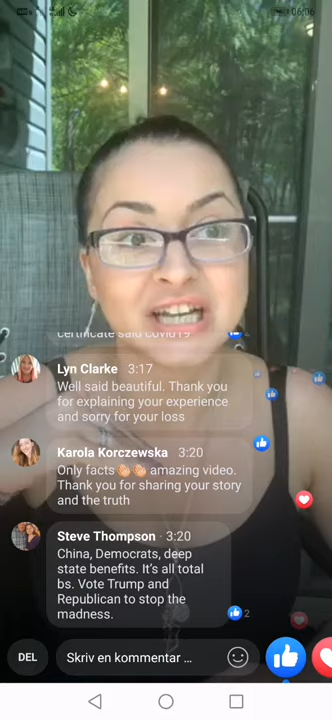 06:06
certificate said covid19
Lyn Clarke 3:17
Well said beautiful. Thank you
for explaining your experience
and sorry for your loss
Karola Korczewska 3:20
Only facts👏🏻👏🏻 amazing video.
Thank you for sharing your story
and the truth
Steve Thompson · 3:20
China, Democrats, deep
state benefits. It's all total
bs. Vote Trump and
Republican to stop the
madness.
2
DEL
Skriv en kommentar ...